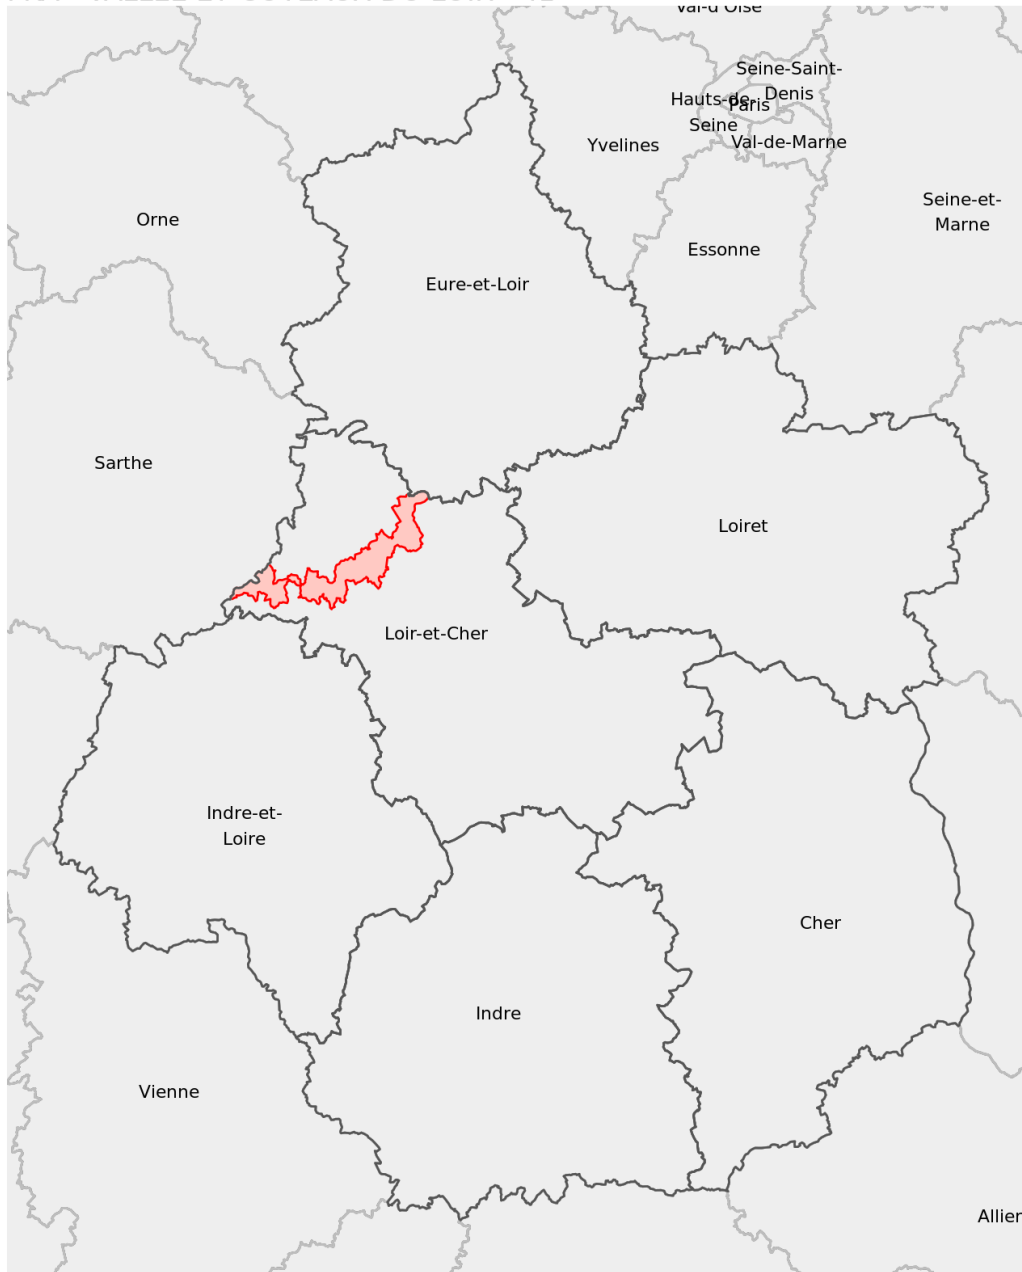 Val-d'Oise
Seine-Saint-
Denis
Hauts-de-
Seine
Paris
Val-de-Marne
Yvelines
Seine-et-
Marne
Orne
Essonne
Eure-et-Loir
Sarthe
Loiret
Loir-et-Cher
Indre-et-
Loire
Cher
Indre
Vienne
Allier